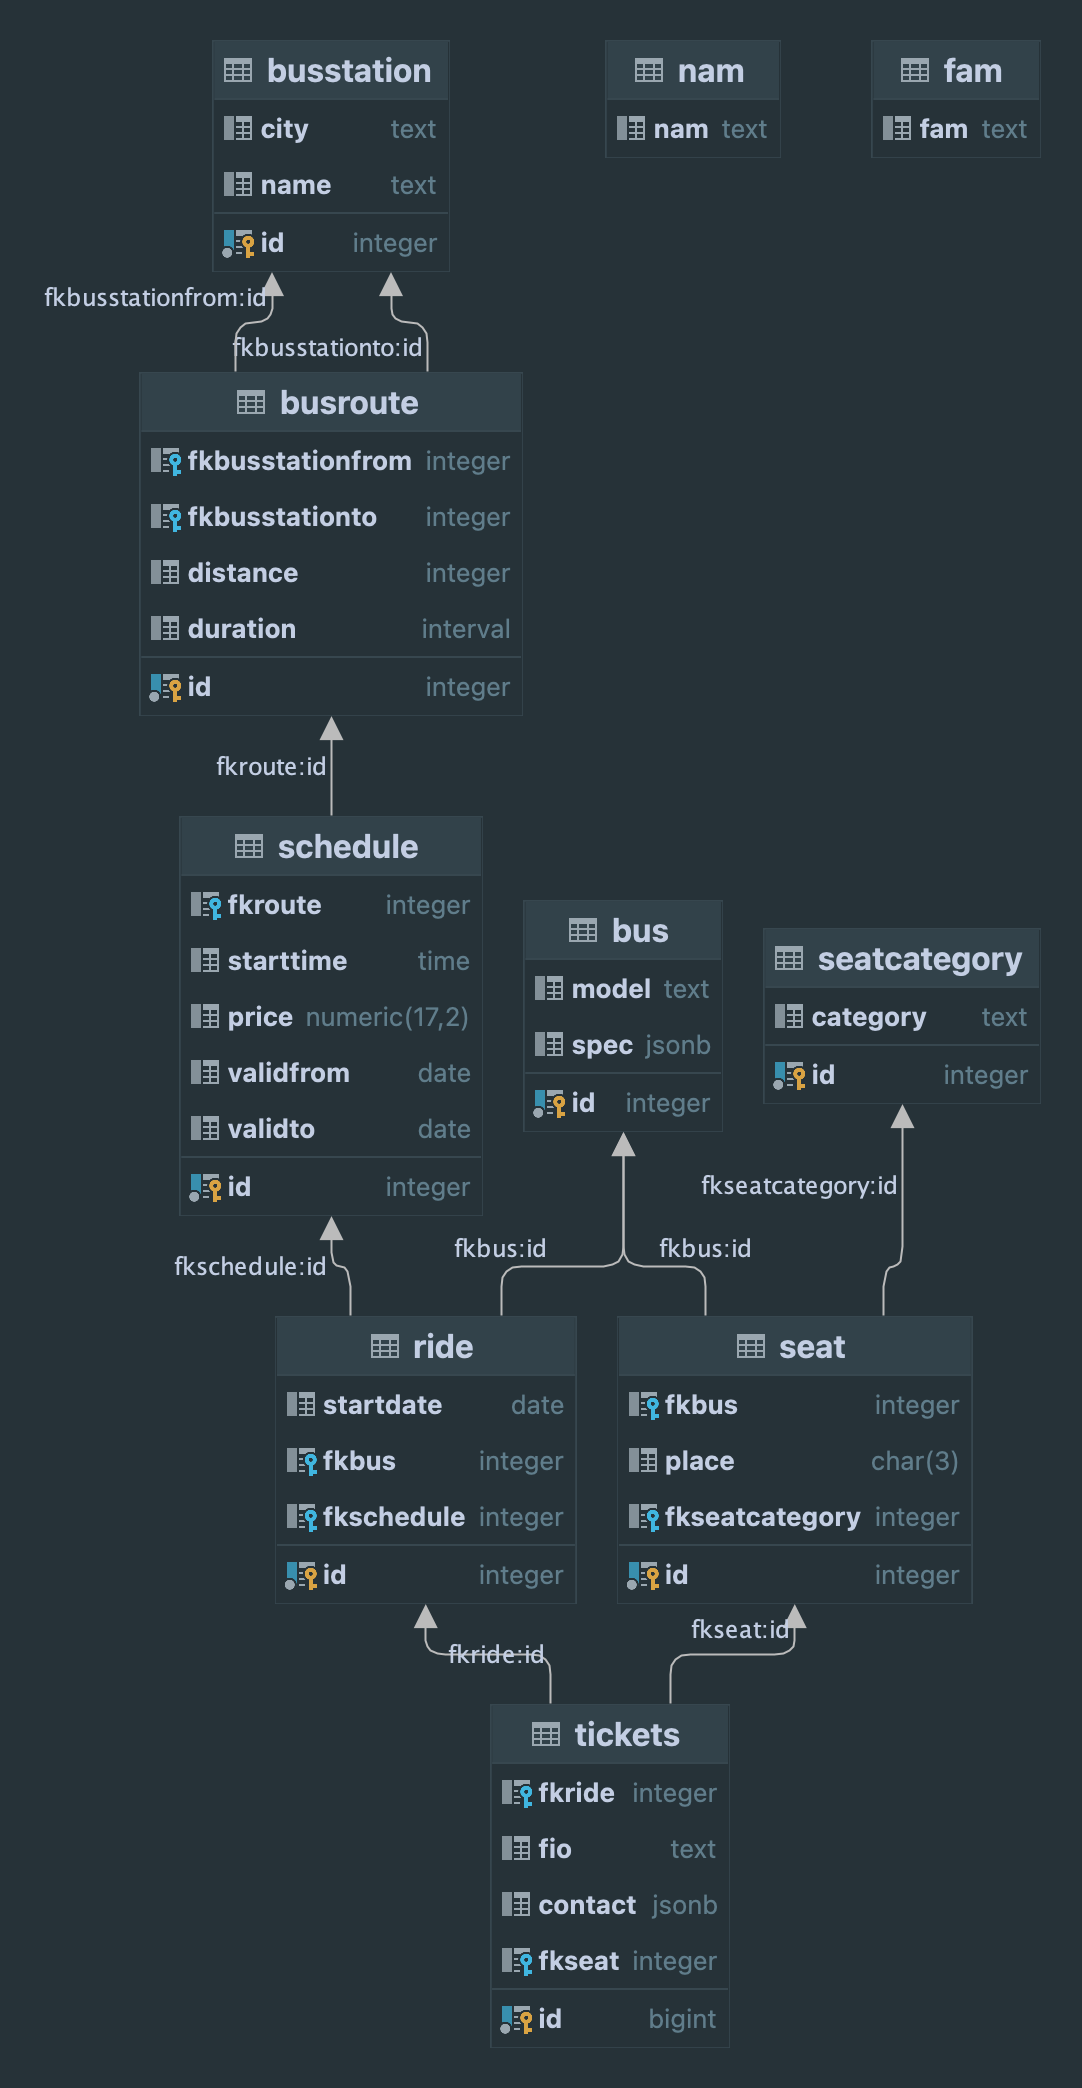 busstation
city text
name text
id integer
nam
nam text
fam
fam text
fkbusstationfrom:id
fkbusstationto:id
busroute
fkbusstationfrom integer
fkbusstationto integer
distance integer
duration interval
id integer
fkroute:id
schedule
fkroute integer
starttime time
price numeric(17,2)
validfrom date
validto date
id integer
bus
model text
spec jsonb
id integer
seatcategory
category text
id integer
fkseatcategory:id
fkschedule:id
fkbus:id
fkbus:id
ride
startdate date
fkbus integer
fkschedule integer
id integer
seat
fkbus integer
place char(3)
fkseatcategory integer
id integer
fkride:id
fkseat:id
tickets
fkride integer
fio text
contact jsonb
fkseat integer
id bigint